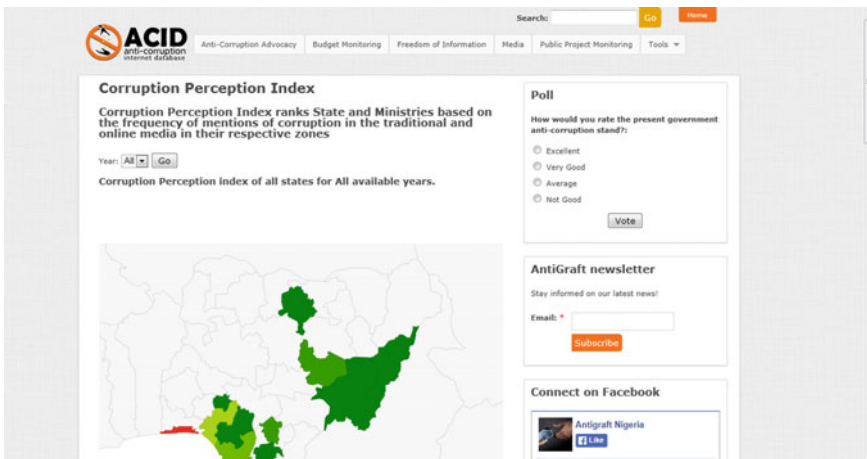 Search:
Go
Home
ACID
anti-corruption
internet database
Anti-Corruption Advocacy
Budget Monitoring
Freedom of Information
Media
Public Project Monitoring
Tools
Corruption Perception Index
Corruption Perception Index ranks State and Ministries based on
the frequency of mentions of corruption in the traditional and
online media in their respective zones
Year: All Go
Corruption Perception index of all states for All available years.
Poll
How would you rate the present government
anti-corruption stand?:
Excellent
Very Good
Average
Not Good
Vote
AntiGraft newsletter
Stay informed on our latest news!
Email: *
Subscribe
Connect on Facebook
Antigraft Nigeria
f Like